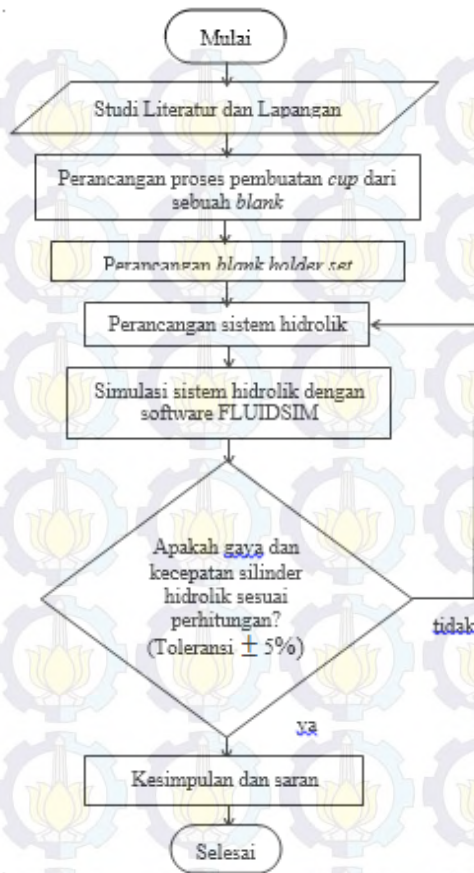 Mulai
Studi Literatur dan Lapangan
Perancangan proses pembuatan cup dari
sebuah blank
Perancangan blank holder set
Perancangan sistem hidrolik
Simulasi sistem hidrolik dengan
software FLUIDSIM
Apakah gaya dan
kecepatan silinder
hidrolik sesuai
perhitungan?
(Toleransi ± 5%)
tidak
ya
Kesimpulan dan saran
Selesai